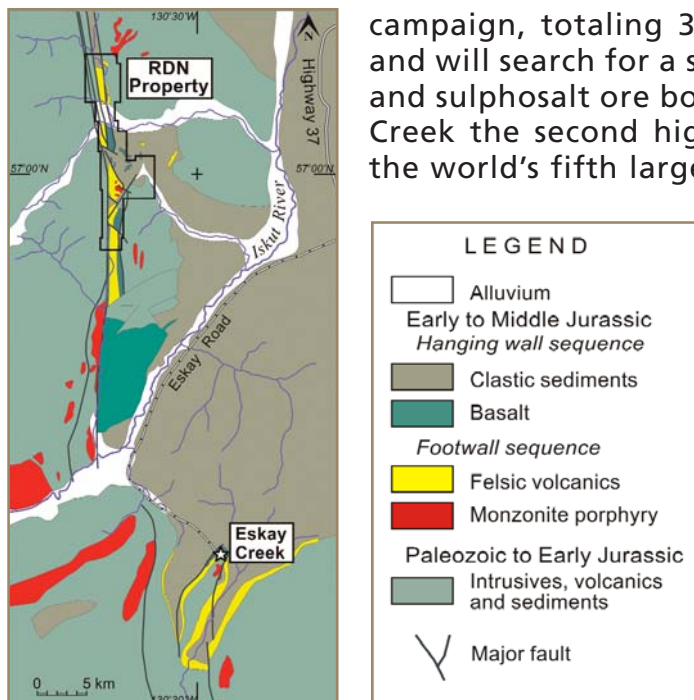 campaign, totaling 3
and will search for a s
and sulphosalt ore bo
Creek the second hig
the world's fifth large
130°30'W
N
RDN
Property
Highway 37
57°00'N
57°00'N
Iskut River
Eskay Road
Eskay
Creek
0 5 km
130°30'W
LEGEND
Alluvium
Early to Middle Jurassic
Hanging wall sequence
Clastic sediments
Basalt
Footwall sequence
Felsic volcanics
Monzonite porphyry
Paleozoic to Early Jurassic
Intrusives, volcanics
and sediments
Major fault